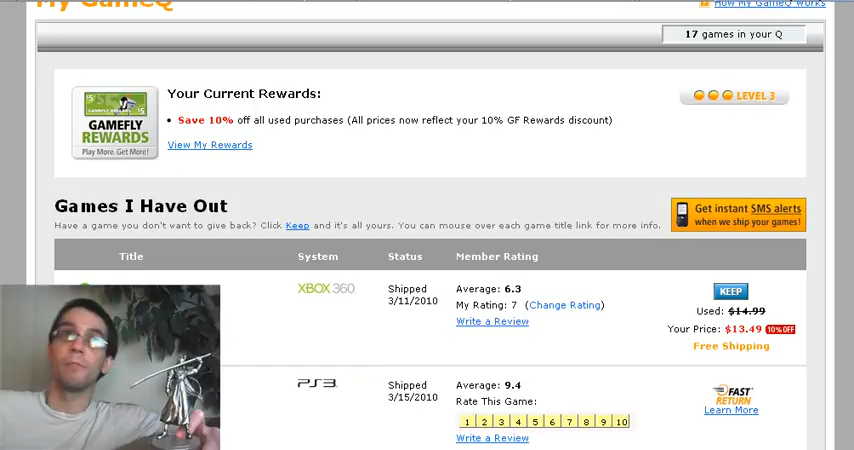 My GameQ
How My GameQ Works
17 games in your Q
Your Current Rewards:
LEVEL 3
Save 10% off all used purchases (All prices now reflect your 10% GF Rewards discount)
View My Rewards
$5
GAMEFLY
REWARDS
Play More. Get More!
Games I Have Out
Get instant SMS alerts
when we ship your games!
Have a game you don't want to give back? Click Keep and it's all yours. You can mouse over each game title link for more info.
Title System Status Member Rating
XBOX 360
Shipped
3/11/2010
Average: 6.3
My Rating: 7 (Change Rating)
Write a Review
KEEP
Used: $14.99
Your Price: $13.49 10% OFF
Free Shipping
PS3
Shipped
3/15/2010
Average: 9.4
Rate This Game:
1 2 3 4 5 6 7 8 9 10
Write a Review
FAST
RETURN
Learn More